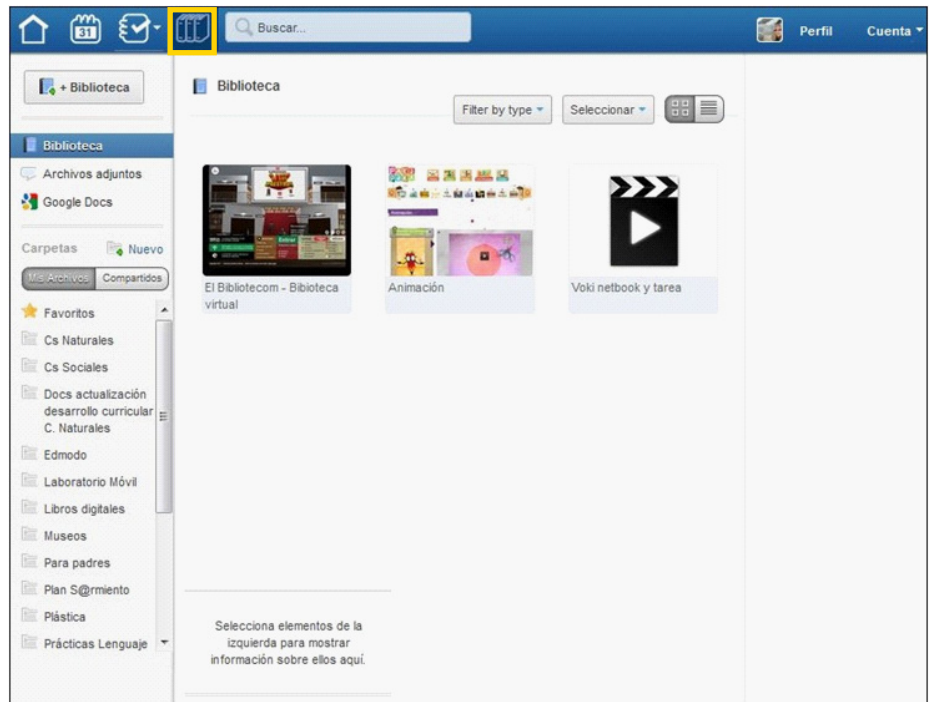 31
Buscar...
Perfil
Cuenta
+ Biblioteca
Biblioteca
Filter by type
Seleccionar
Biblioteca
Archivos adjuntos
Google Docs
Carpetas
Nuevo
Mis Archivos
Compartidos
Favoritos
Cs Naturales
Cs Sociales
Docs actualización
desarrollo curricular
C. Naturales
Edmodo
Laboratorio Móvil
Libros digitales
Museos
Para padres
Plan S@rmiento
Plástica
Prácticas Lenguaje
Entrar
Animación
El Bibliotecom - Bibioteca
virtual
Animación
Voki netbook y tarea
Selecciona elementos de la
izquierda para mostrar
información sobre ellos aquí.